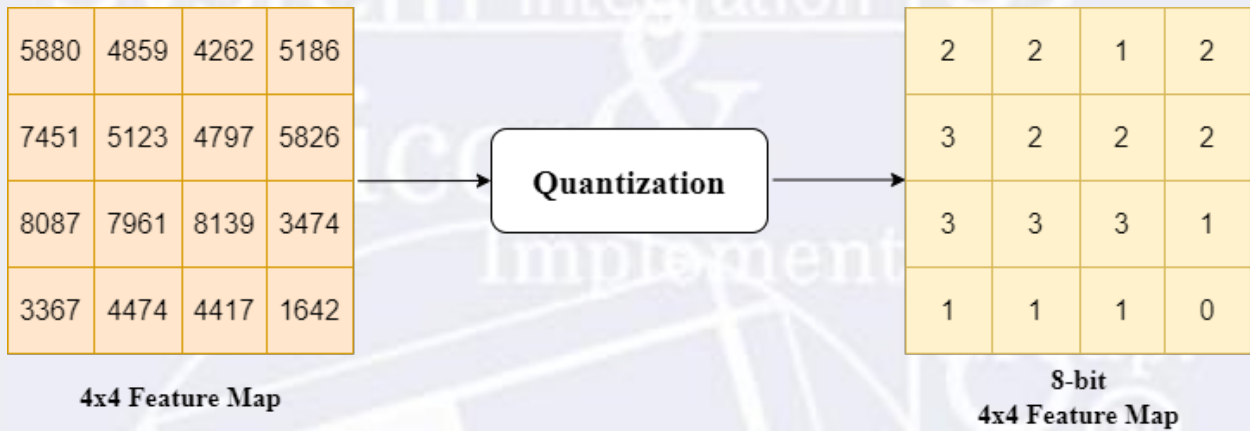 5880 4859 4262 5186 2 2 1 2
7451 5123 4797 5826 3 2 2 2
Quantization
8087 7961 8139 3474 3 3 3 1
3367 4474 4417 1642 1 1 1 0
4x4 Feature Map
8-bit
4x4 Feature Map
Integration
&
Implement